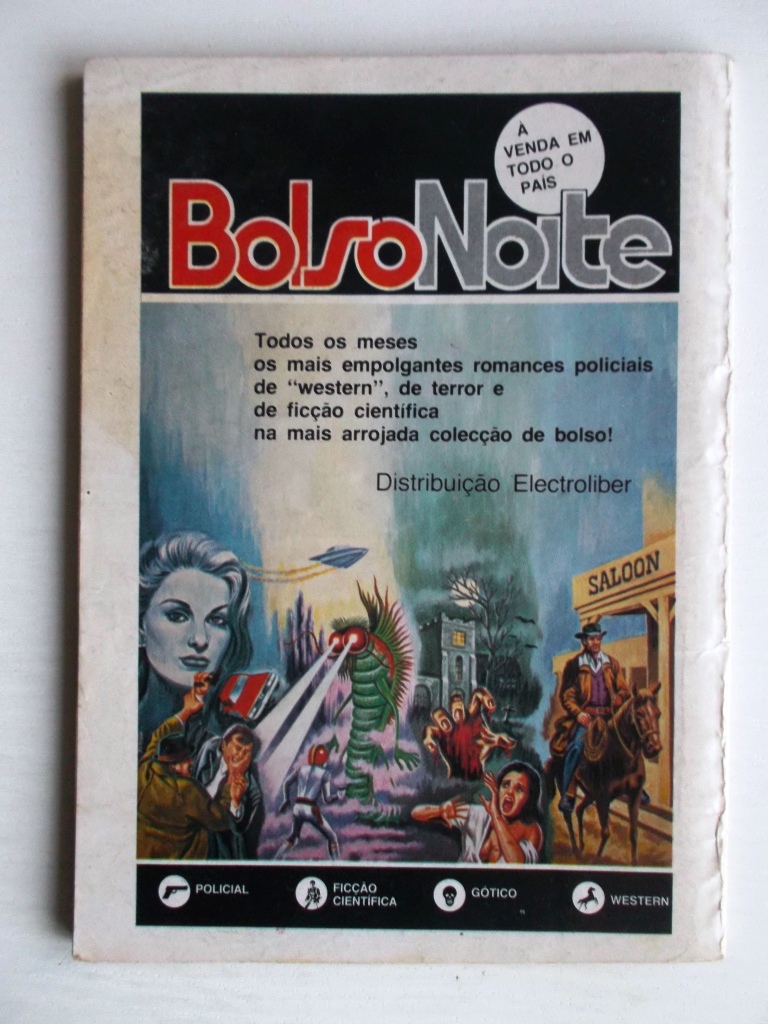 À
VENDA EM
TODO O
PAÍS
BolsoNoite
Todos os meses
os mais empolgantes romances policiais
de "western", de terror e
de ficção científica
na mais arrojada colecção de bolso!
Distribuição Electroliber
SALOON
POLICIAL
FICÇÃO
CIENTÍFICA
GÓTICO
WESTERN